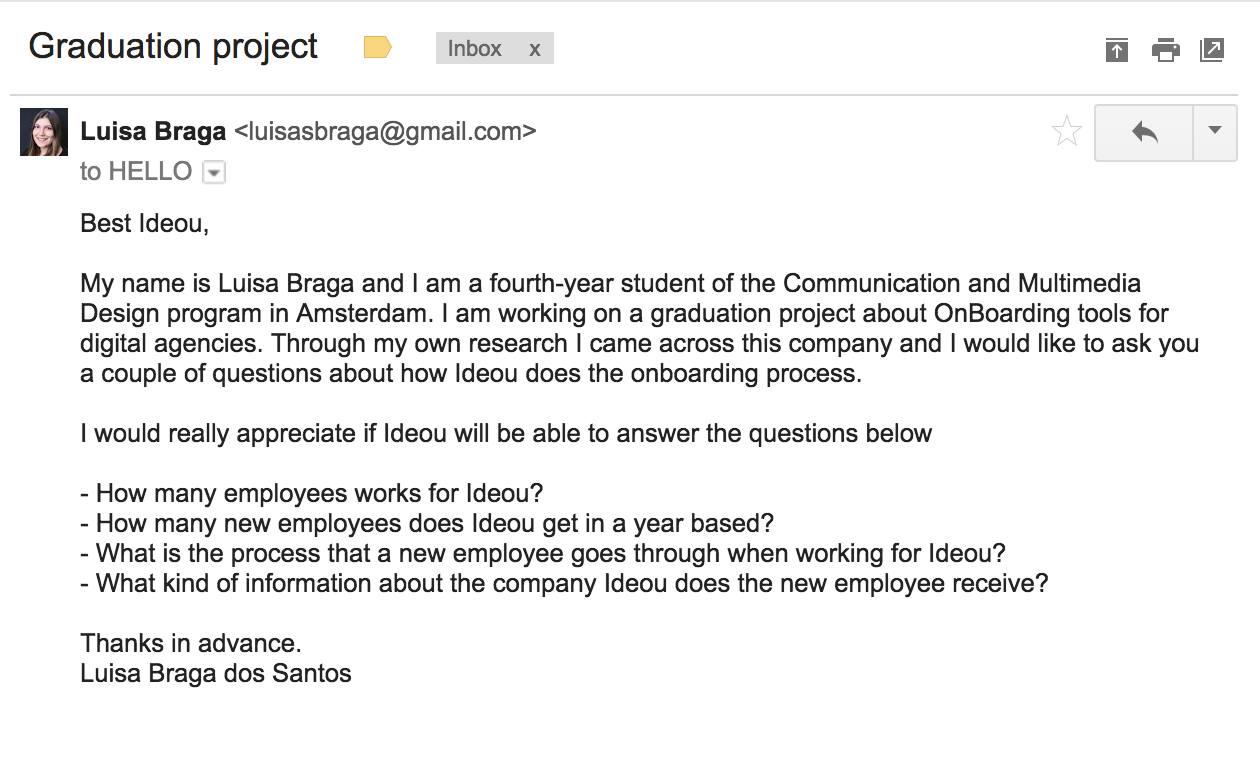 Graduation project
Inbox x
Luisa Braga <luisasbraga@gmail.com>
to HELLO
Best Ideou,
My name is Luisa Braga and I am a fourth-year student of the Communication and Multimedia
Design program in Amsterdam. I am working on a graduation project about OnBoarding tools for
digital agencies. Through my own research I came across this company and I would like to ask you
a couple of questions about how Ideou does the onboarding process.
I would really appreciate if Ideou will be able to answer the questions below
- How many employees works for Ideou?
- How many new employees does Ideou get in a year based?
- What is the process that a new employee goes through when working for Ideou?
- What kind of information about the company Ideou does the new employee receive?
Thanks in advance.
Luisa Braga dos Santos